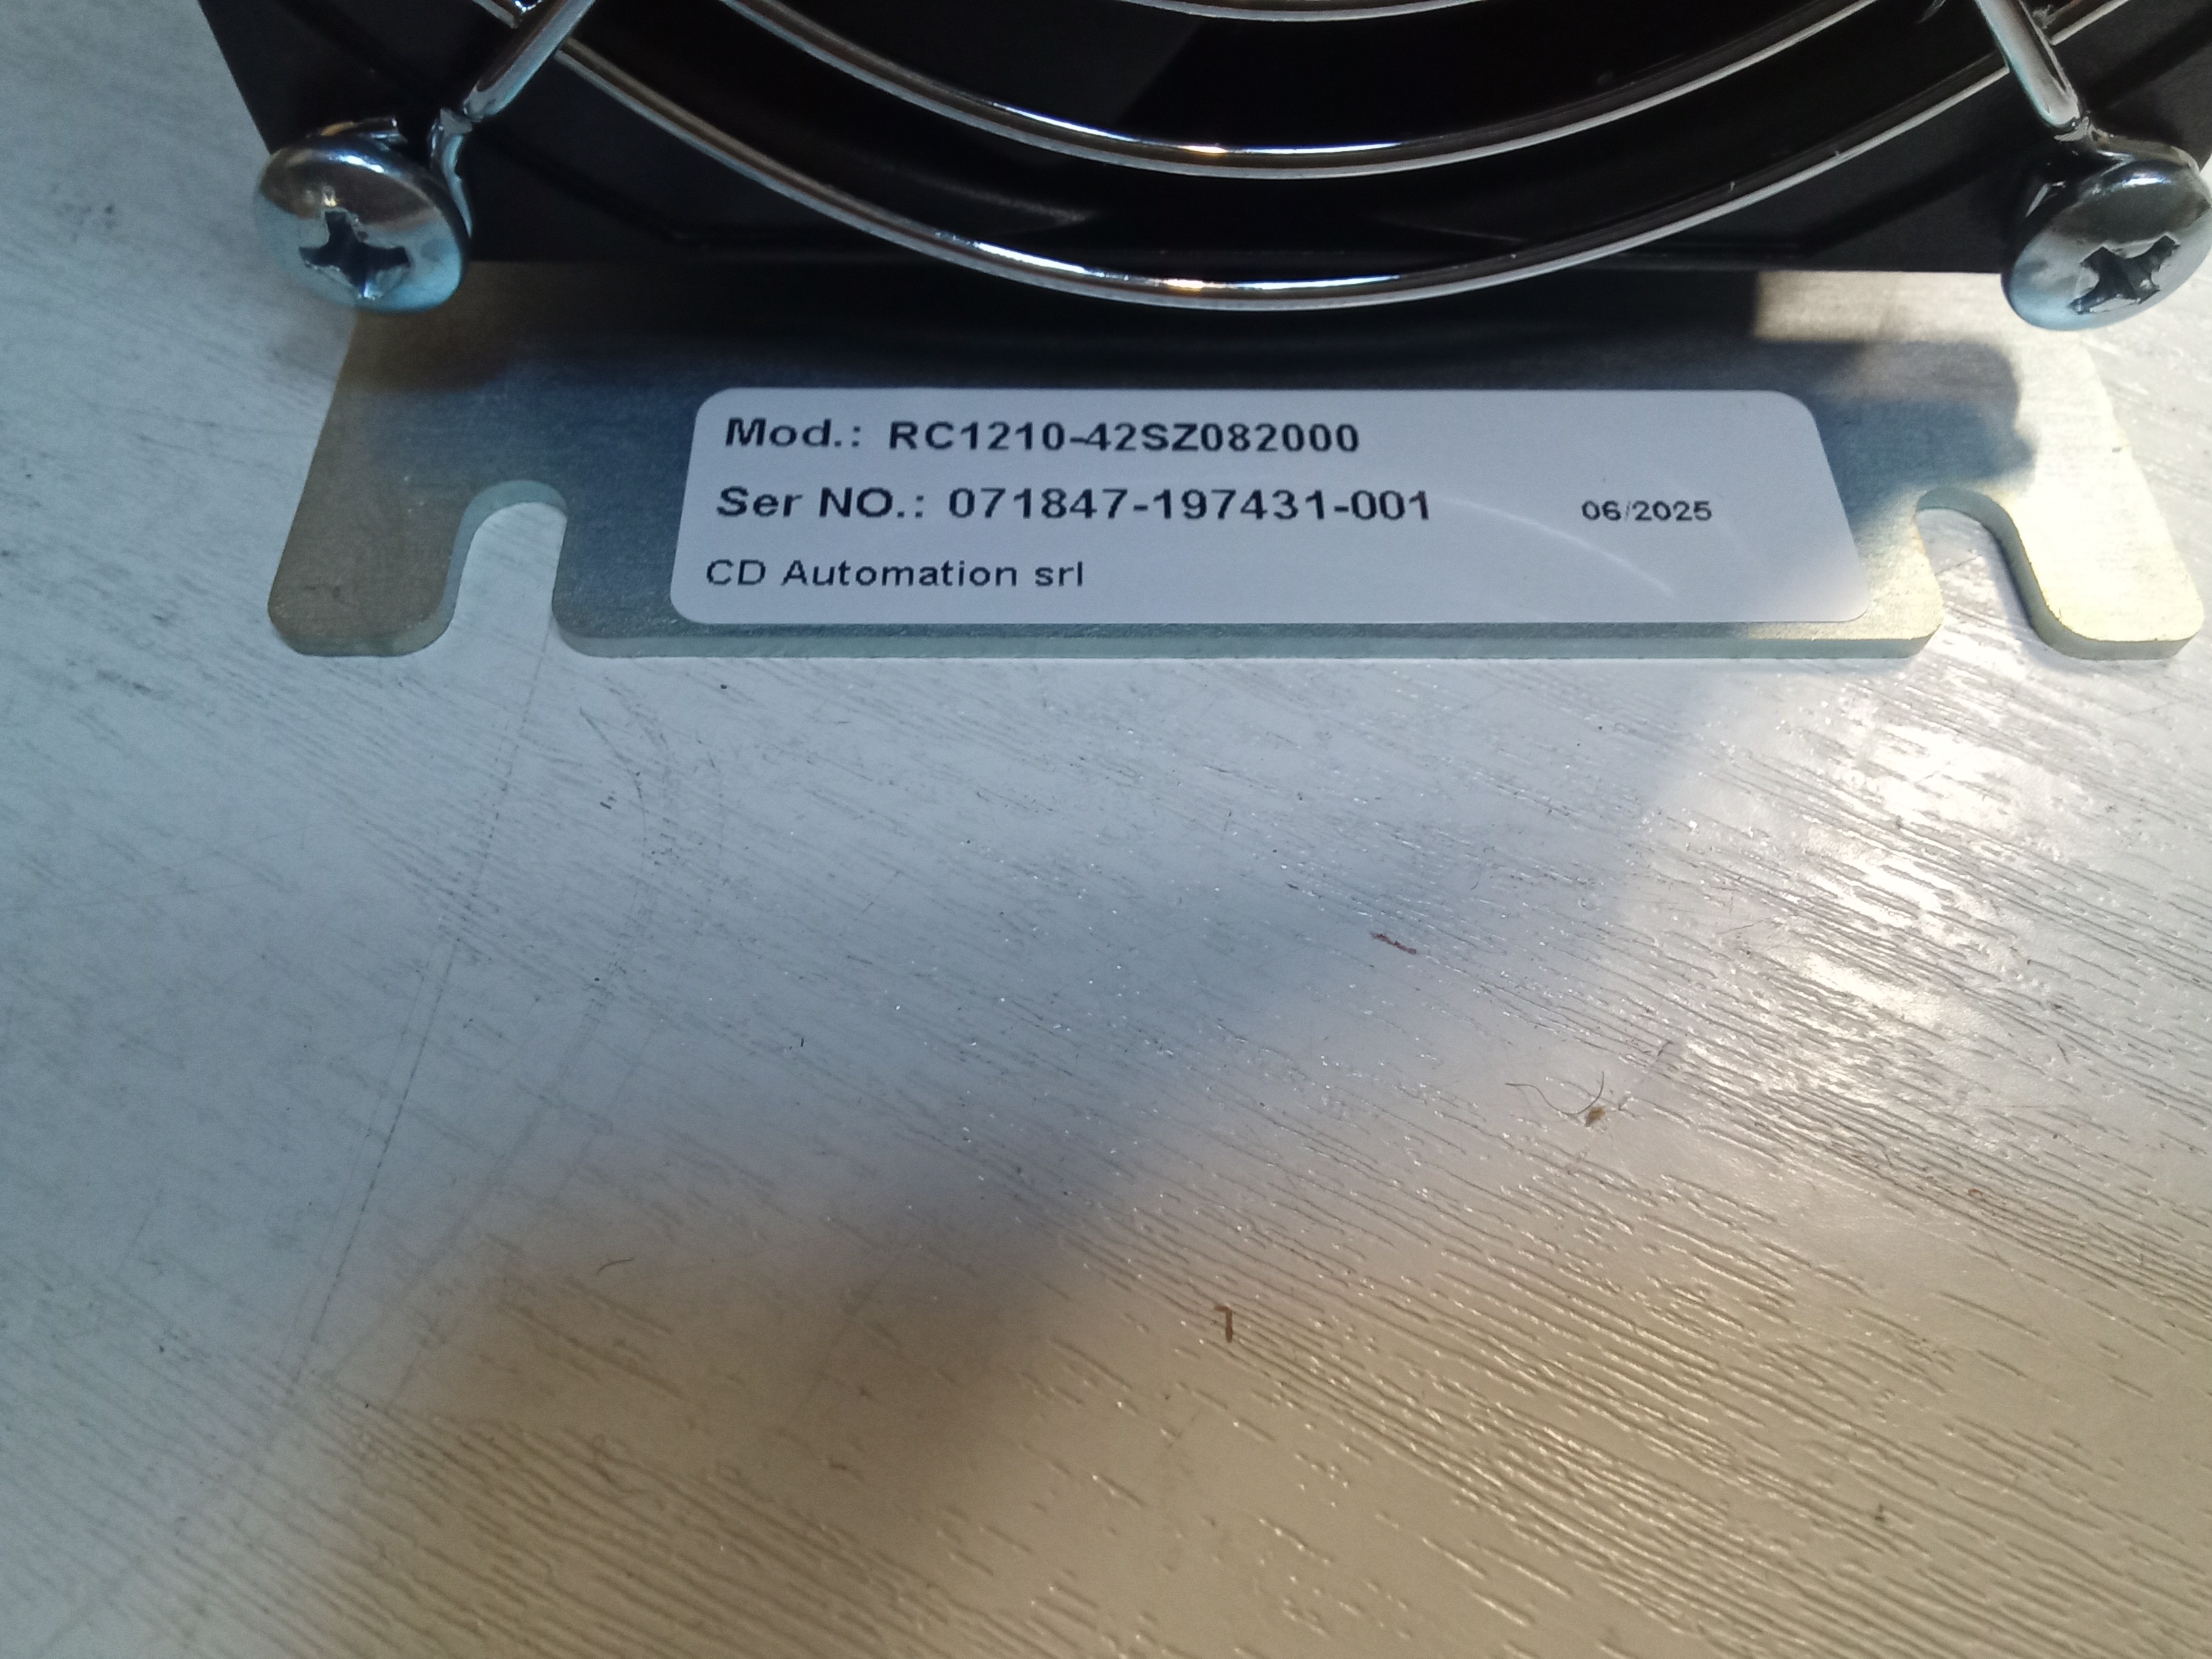 Mod.: RC1210-42SZ082000
Ser NO.: 071847-197431-001 06/2025
CD Automation srl